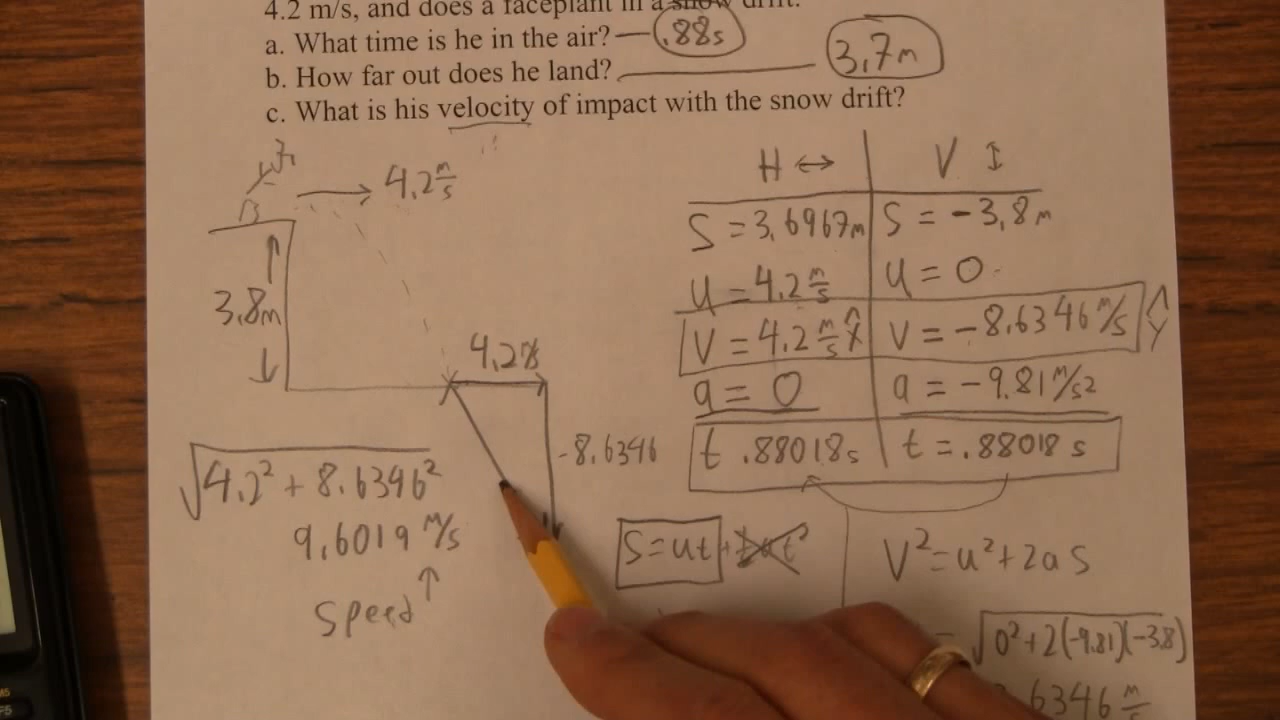 4.2 m/s, and does a faceplant in a snow drift.
a. What time is he in the air? — .88s
b. How far out does he land? 3.7m
c. What is his velocity of impact with the snow drift?
4.2 m/s
3.8m
4.2 m/s
-8.6346
√4.2² + 8.6346²
9.6019 m/s
↑
Speed
H ↔ V ↕
S = 3.6967m S = -3.8m
u = 4.2 m/s u = 0
V = 4.2 m/s x̂ V = -8.6346 m/s ŷ
a = 0 a = -9.81 m/s²
t .88018s t = .88018 s
S = ut
V² = u² + 2as
= √0² + 2(-9.81)(-3.8)
6346 m
M5
F5